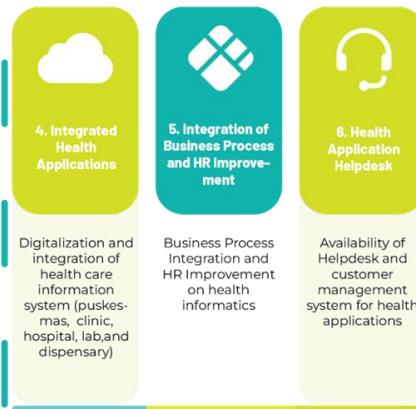 4. Integrated
Health
Applications
Digitalization and
integration of
health care
information
system (puskes-
mas, clinic,
hospital, lab,and
dispensary)
5. Integration of
Business Process
and HR Improve-
ment
Business Process
Integration and
HR Improvement
on health
informatics
6. Health
Application
Helpdesk
Availability of
Helpdesk and
customer
management
system for health
applications